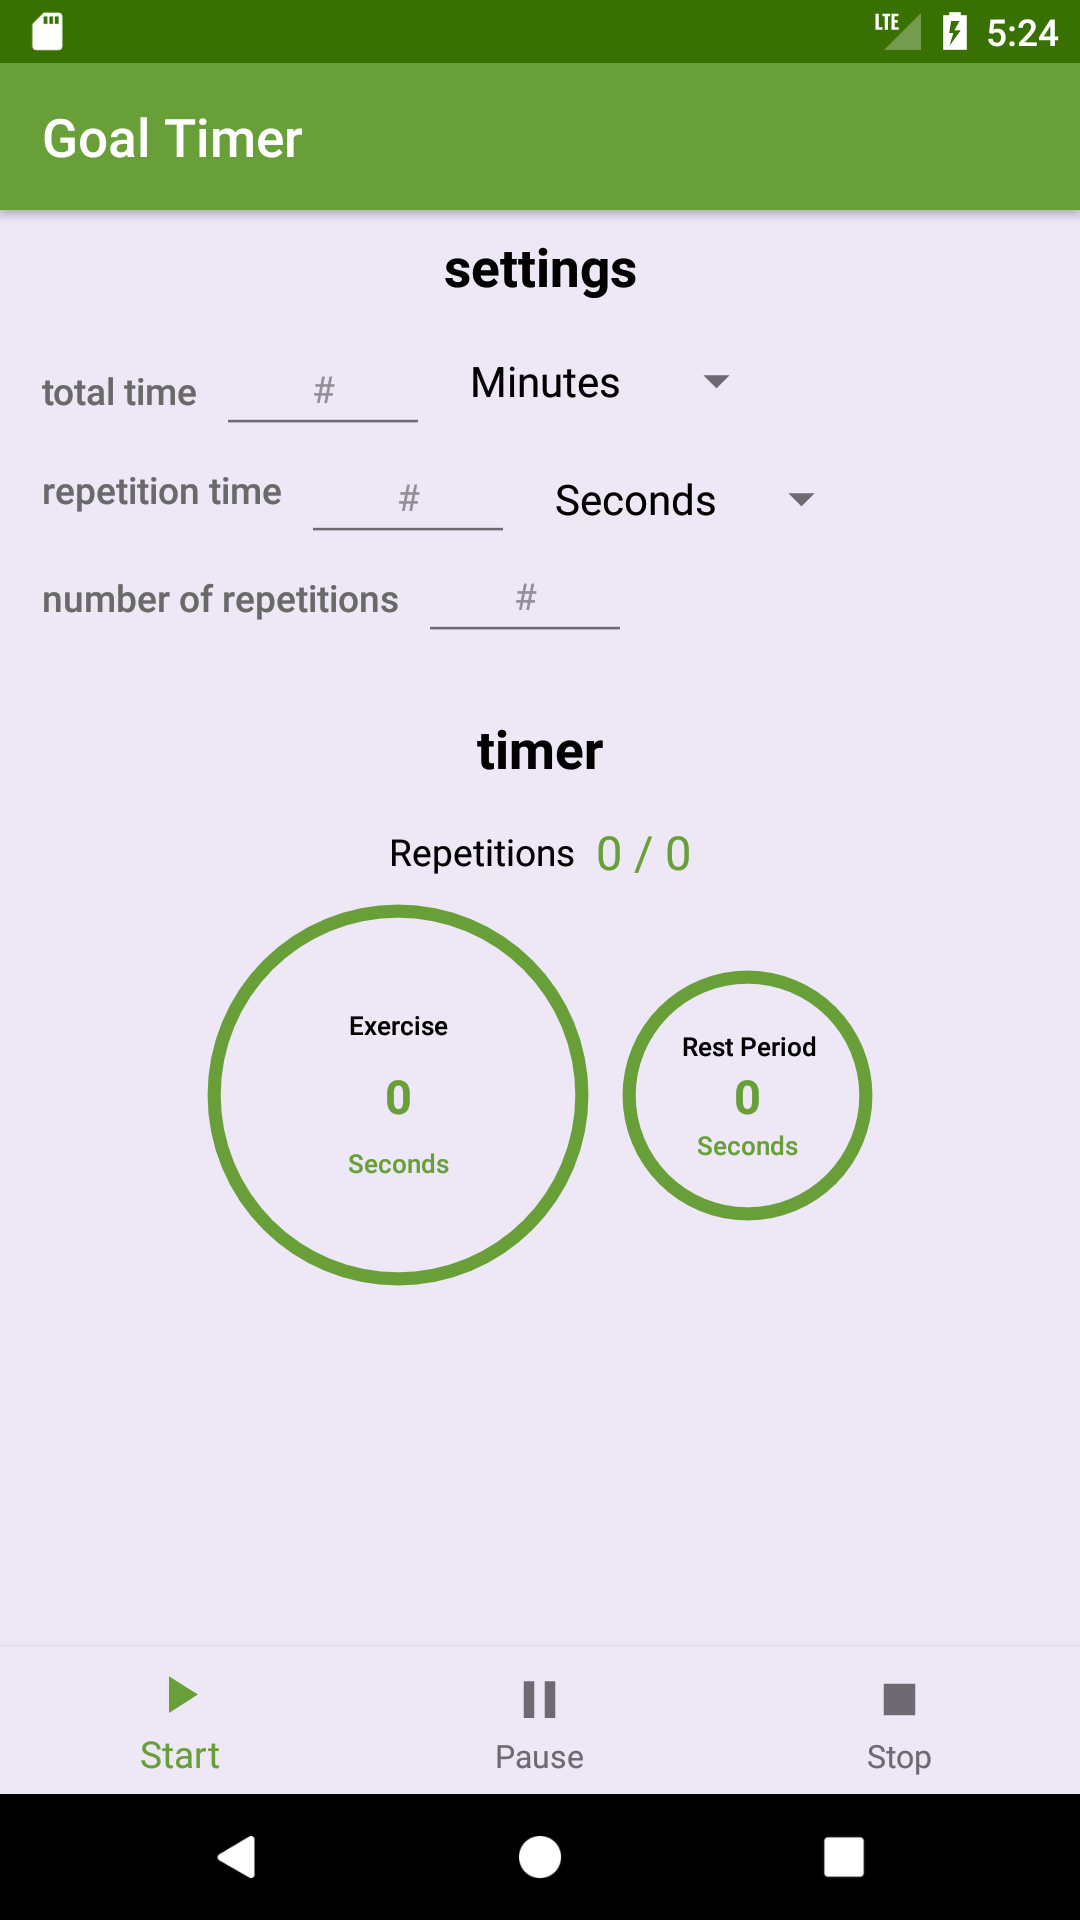 LTE 5:24
Goal Timer
settings
total time # Minutes
repetition time # Seconds
number of repetitions #
timer
Repetitions 0 / 0
Exercise
0
Seconds
Rest Period
0
Seconds
Start
Pause
Stop